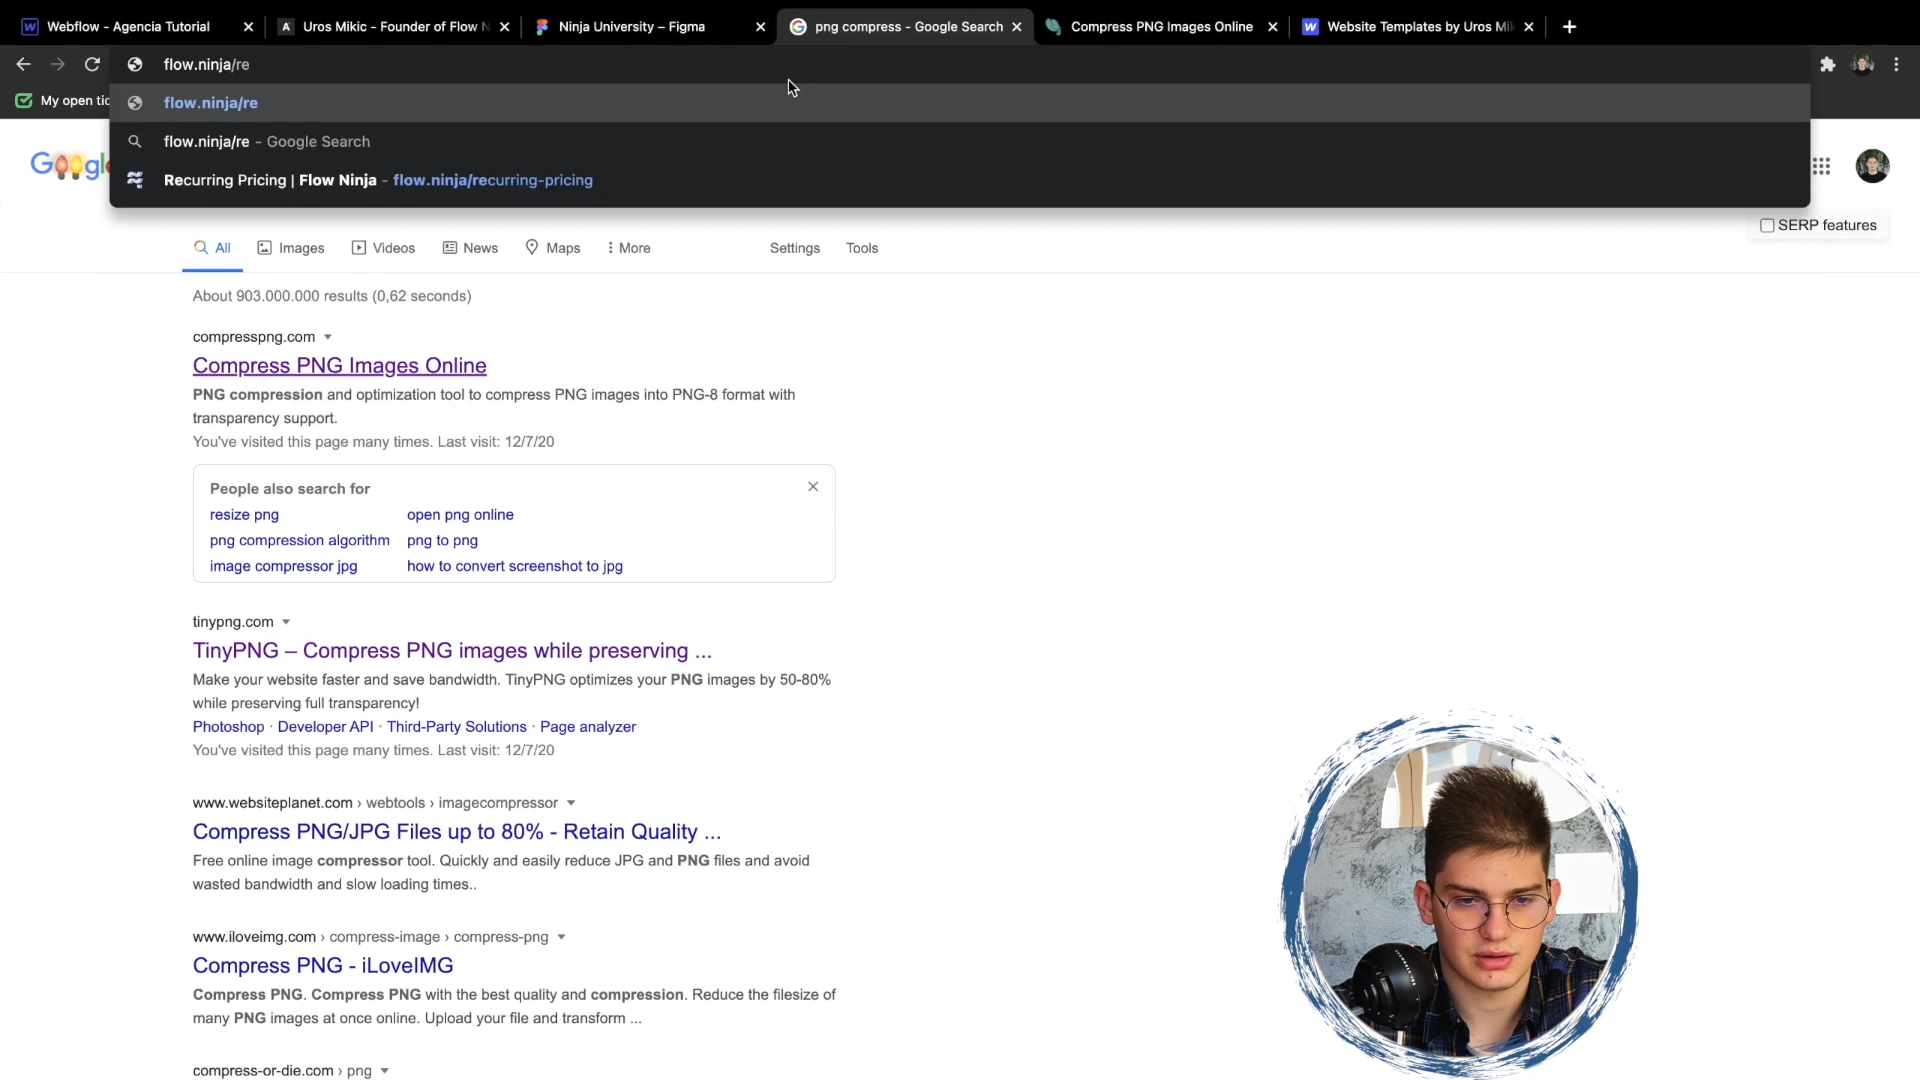 Webflow - Agencia Tutorial
Uros Mikic - Founder of Flow N
Ninja University – Figma
png compress - Google Search
Compress PNG Images Online
Website Templates by Uros Mi
flow.ninja/re
My open tic
flow.ninja/re
flow.ninja/re - Google Search
Recurring Pricing | Flow Ninja - flow.ninja/recurring-pricing
Google
SERP features
All
Images
Videos
News
Maps
More
Settings
Tools
About 903.000.000 results (0,62 seconds)
compresspng.com
Compress PNG Images Online
PNG compression and optimization tool to compress PNG images into PNG-8 format with
transparency support.
You've visited this page many times. Last visit: 12/7/20
People also search for
resize png
open png online
png compression algorithm
png to png
image compressor jpg
how to convert screenshot to jpg
tinypng.com
TinyPNG – Compress PNG images while preserving ...
Make your website faster and save bandwidth. TinyPNG optimizes your PNG images by 50-80%
while preserving full transparency!
Photoshop · Developer API · Third-Party Solutions · Page analyzer
You've visited this page many times. Last visit: 12/7/20
www.websiteplanet.com › webtools › imagecompressor
Compress PNG/JPG Files up to 80% - Retain Quality ...
Free online image compressor tool. Quickly and easily reduce JPG and PNG files and avoid
wasted bandwidth and slow loading times..
www.iloveimg.com › compress-image › compress-png
Compress PNG - iLoveIMG
Compress PNG. Compress PNG with the best quality and compression. Reduce the filesize of
many PNG images at once online. Upload your file and transform ...
compress-or-die.com › png